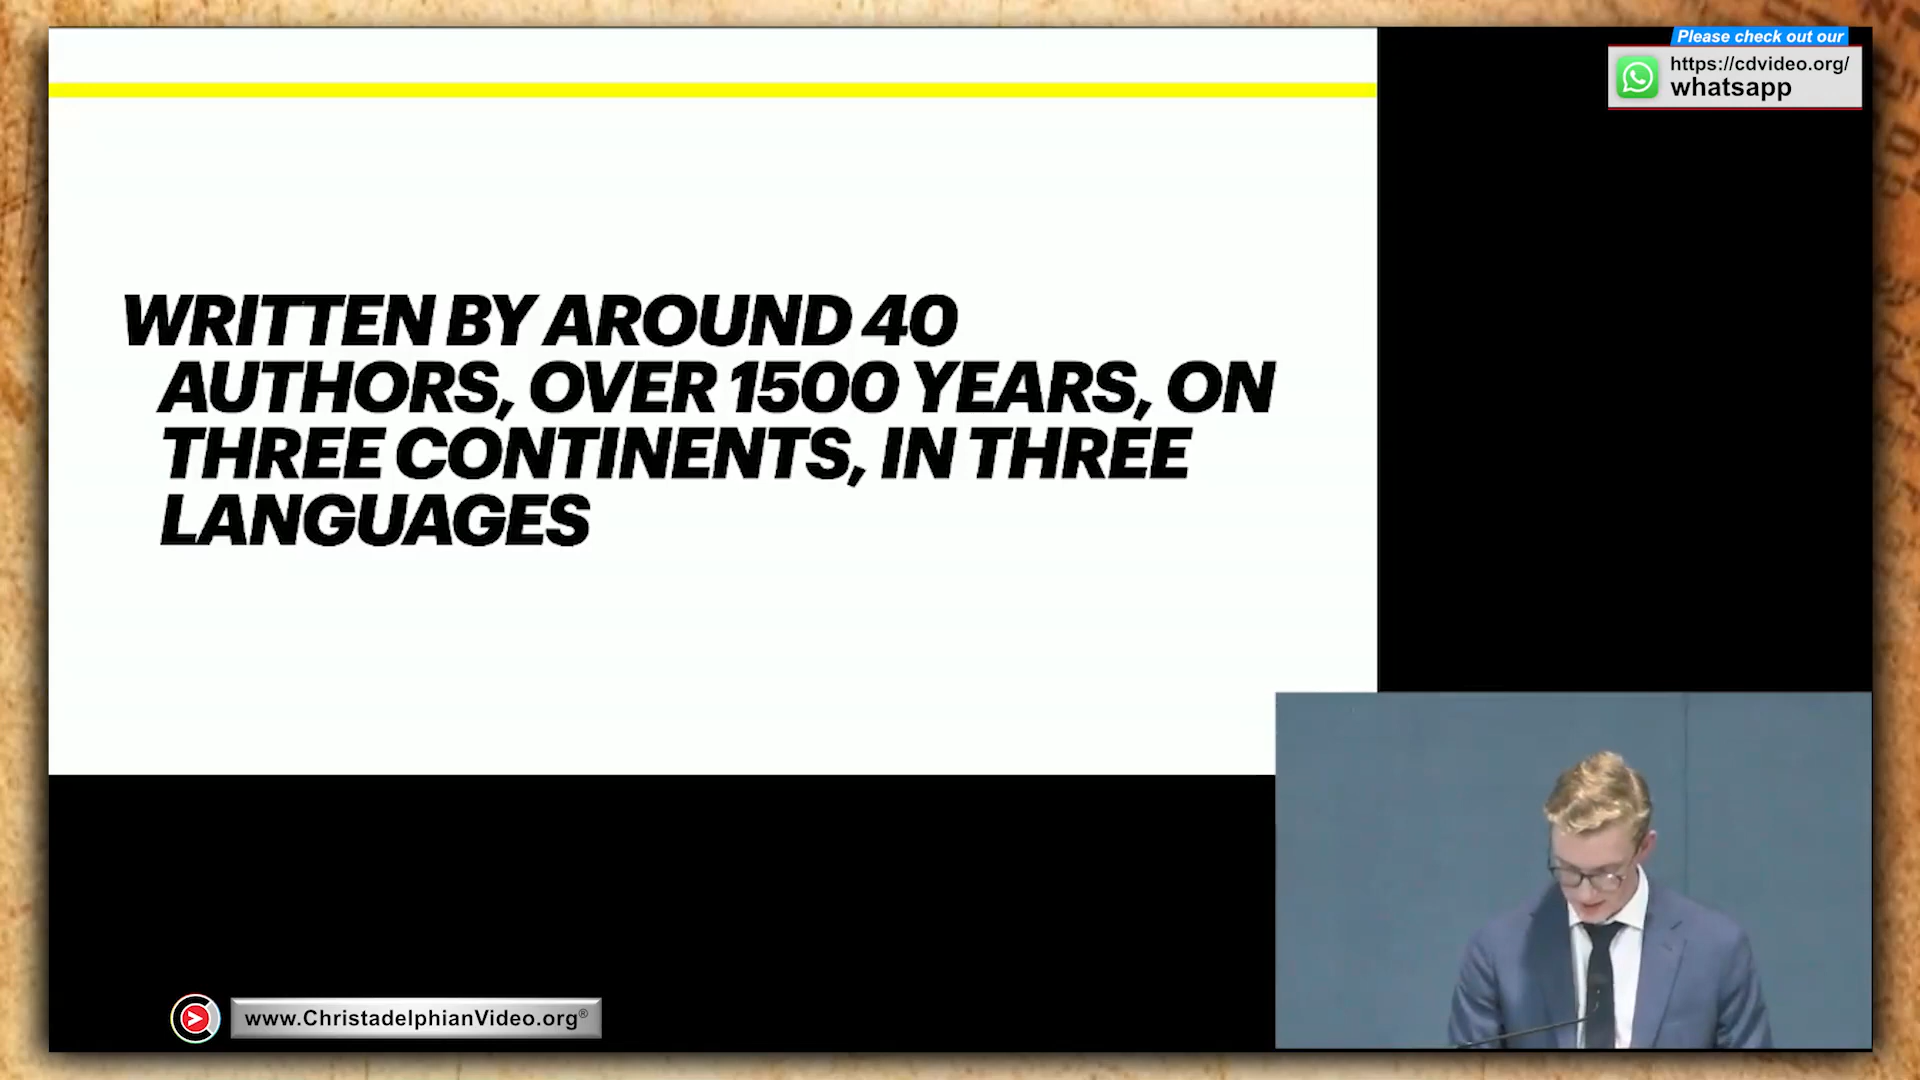 Please check out our
https://cdvideo.org/
whatsapp
WRITTEN BY AROUND 40
AUTHORS, OVER 1500 YEARS, ON
THREE CONTINENTS, IN THREE
LANGUAGES
www.ChristadelphianVideo.org®